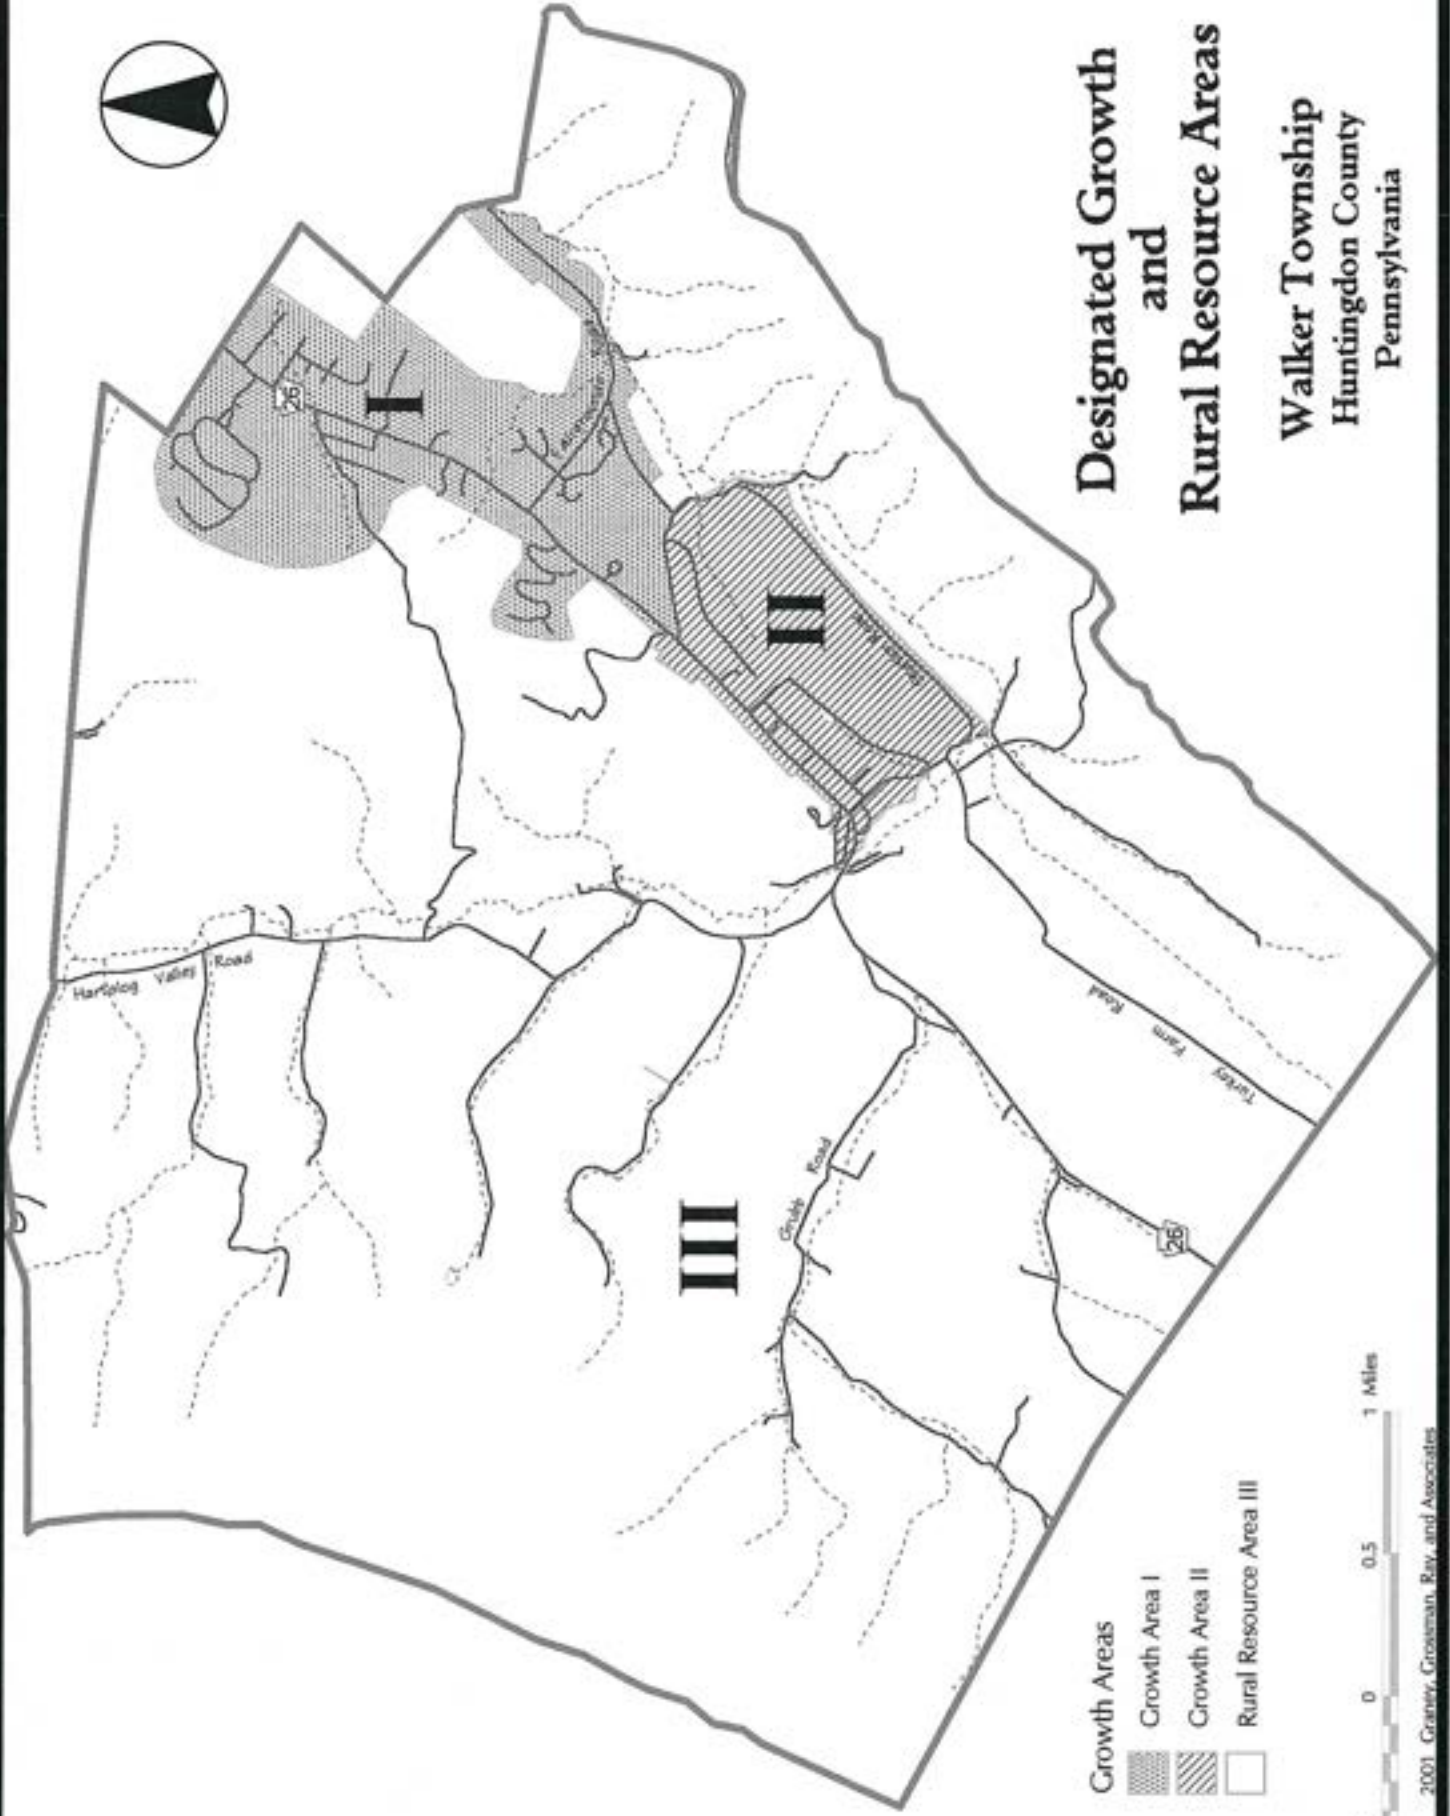 Designated Growth
and
Rural Resource Areas
Walker Township
Huntingdon County
Pennsylvania
26
I
II
III
Hartslog Valley Road
Grubb Road
Turkey Farm Road
26
Growth Areas
Growth Area I
Growth Area II
Rural Resource Area III
0 0.5 1 Miles
2001 Graney, Grossman, Ray, and Associates